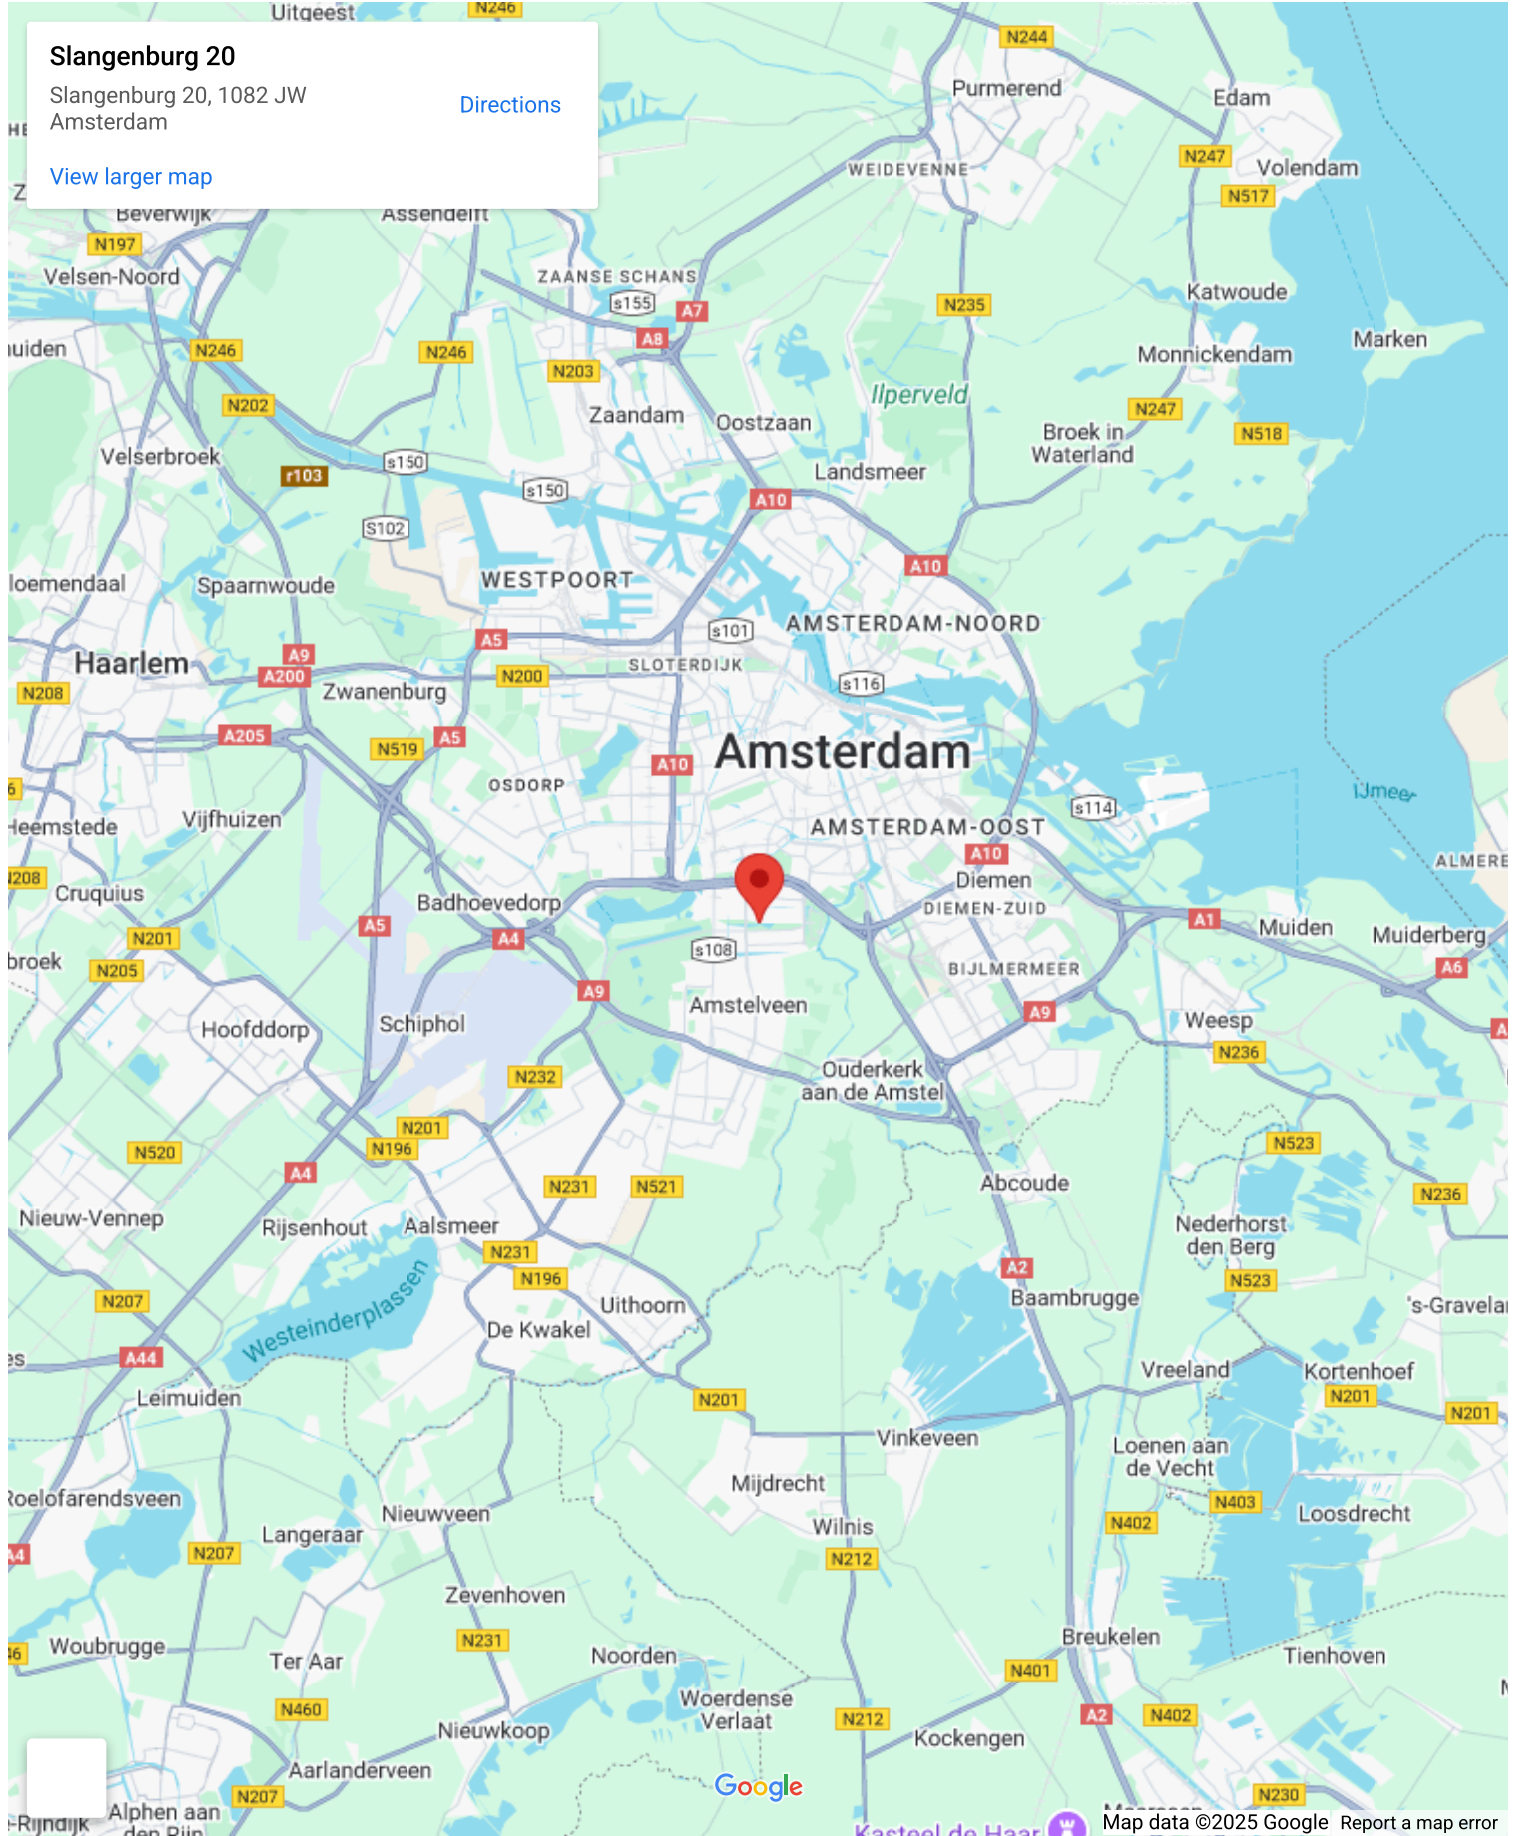 Uitgeest
N246
Slangenburg 20
Slangenburg 20, 1082 JW
Amsterdam
Directions
View larger map
N244
Purmerend
Edam
WEIDEVENNE
N247
Volendam
N517
Beverwijk
Assendelft
N197
Velsen-Noord
ZAANSE SCHANS
s155
A7
N235
Katwoude
A8
Marken
N246
N246
N203
Monnickendam
Ilperveld
N202
Zaandam
Oostzaan
N247
Broek in
Waterland
N518
Velserbroek
s150
r103
Landsmeer
s150
A10
S102
A10
Spaarnwoude
WESTPOORT
AMSTERDAM-NOORD
s101
A5
A9
Haarlem
SLOTERDIJK
A200
N200
N208
Zwanenburg
s116
A205
A5
N519
Amsterdam
A10
OSDORP
IJmeer
s114
Vijfhuizen
AMSTERDAM-OOST
A10
Diemen
Cruquius
Badhoevedorp
DIEMEN-ZUID
A5
A4
A1
Muiden
N201
Muiderberg
s108
BIJLMERMEER
A6
N205
A9
Amstelveen
A9
Hoofddorp
Schiphol
Weesp
N236
N232
Ouderkerk
aan de Amstel
N201
N196
N523
N520
A4
Abcoude
N231
N521
N236
Nieuw-Vennep
Rijsenhout
Aalsmeer
Nederhorst
den Berg
N231
A2
N196
N523
N207
Baambrugge
Westeinderplassen
Uithoorn
De Kwakel
A44
Vreeland
Kortenhoef
Leimuiden
N201
N201
N201
Vinkeveen
Loenen aan
de Vecht
Mijdrecht
Roelofarendsveen
N403
Nieuwveen
Loosdrecht
Langeraar
Wilnis
N402
A4
N207
N212
Zevenhoven
Woubrugge
N231
Breukelen
Ter Aar
Noorden
Tienhoven
N401
N460
Woerdense
Verlaat
N212
A2
N402
Nieuwkoop
Kockengen
Aarlanderveen
Google
N207
N230
Alphen aan
den Rijn
Kasteel de Haar
Map data ©2025 Google
Report a map error